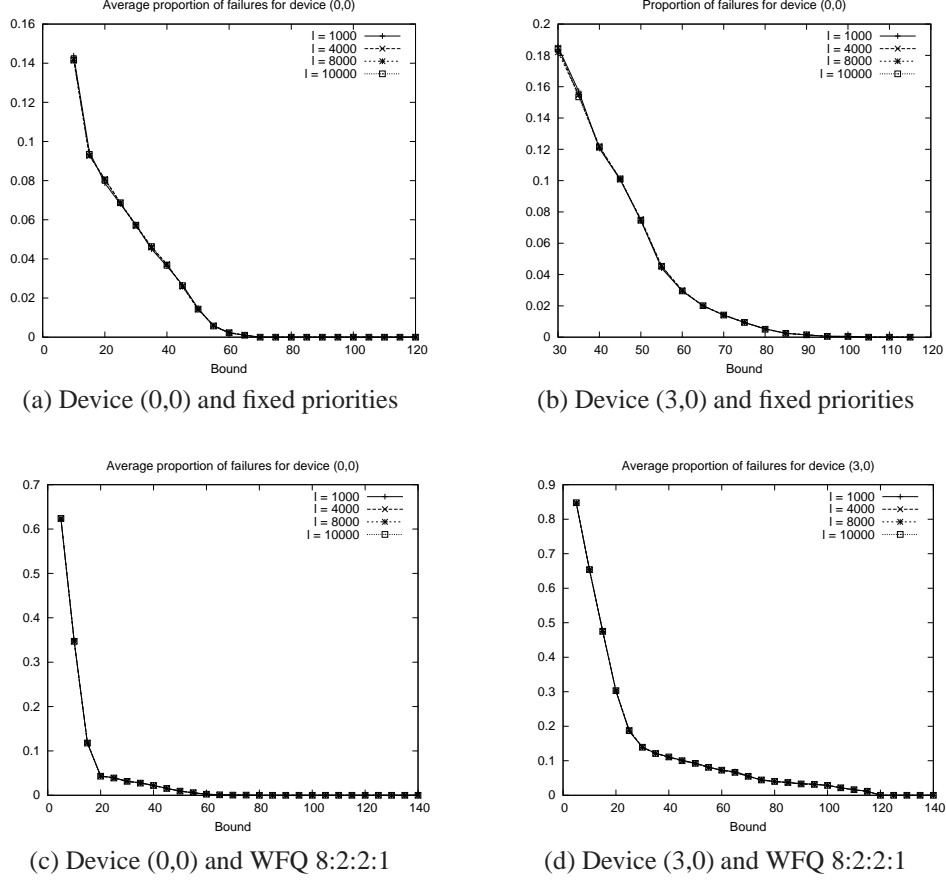 Average proportion of failures for device (0,0)
0.16
0.14
0.12
0.1
0.08
0.06
0.04
0.02
0
0 20 40 60 80 100 120
Bound
l = 1000
l = 4000
l = 8000
l = 10000
(a) Device (0,0) and fixed priorities
Proportion of failures for device (0,0)
0.2
0.18
0.16
0.14
0.12
0.1
0.08
0.06
0.04
0.02
0
30 40 50 60 70 80 90 100 110 120
Bound
l = 1000
l = 4000
l = 8000
l = 10000
(b) Device (3,0) and fixed priorities
Average proportion of failures for device (0,0)
0.7
0.6
0.5
0.4
0.3
0.2
0.1
0
0 20 40 60 80 100 120 140
Bound
l = 1000
l = 4000
l = 8000
l = 10000
(c) Device (0,0) and WFQ 8:2:2:1
Average proportion of failures for device (3,0)
0.9
0.8
0.7
0.6
0.5
0.4
0.3
0.2
0.1
0
0 20 40 60 80 100 120 140
Bound
l = 1000
l = 4000
l = 8000
l = 10000
(d) Device (3,0) and WFQ 8:2:2:1